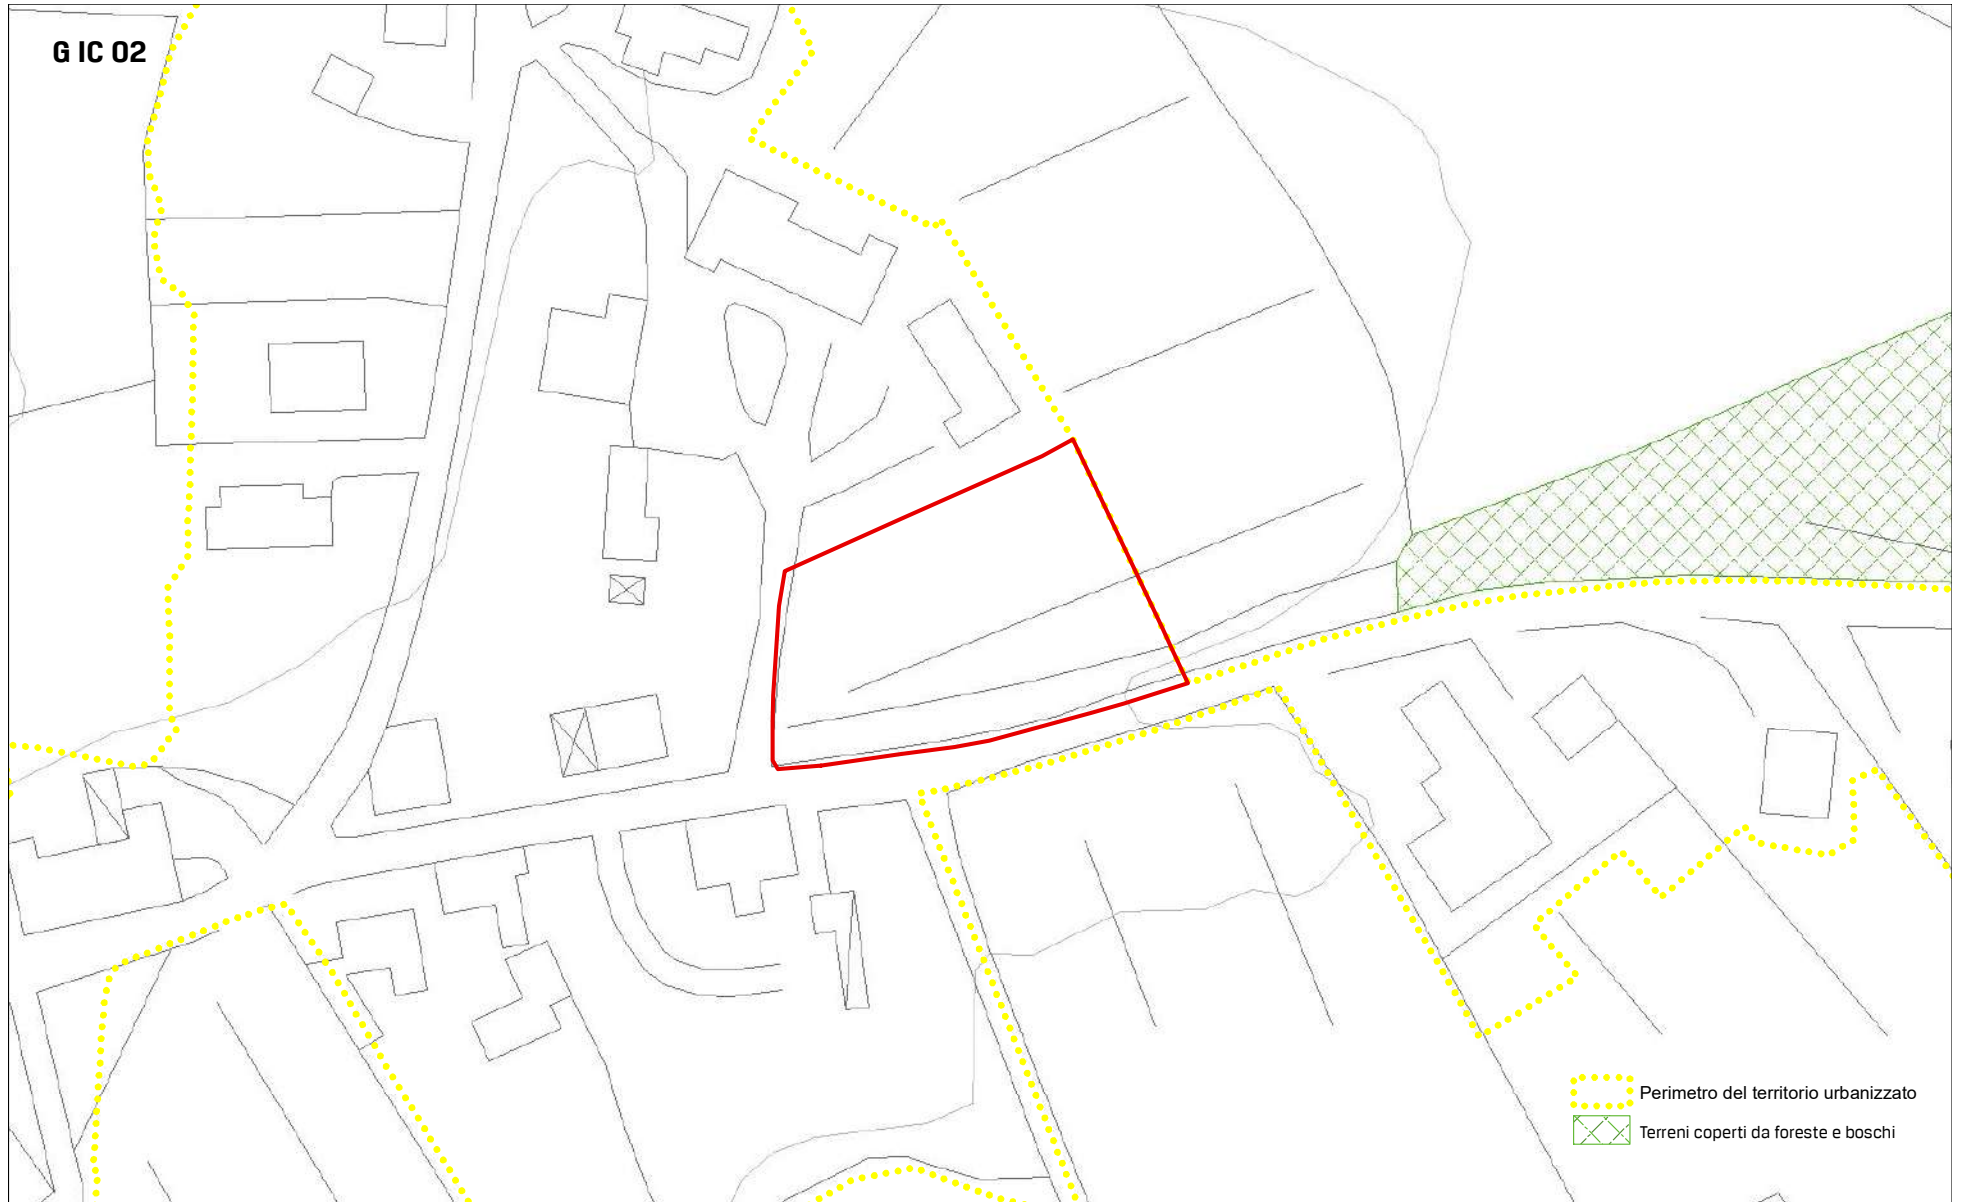 G IC 02
Perimetro del territorio urbanizzato
Terreni coperti da foreste e boschi